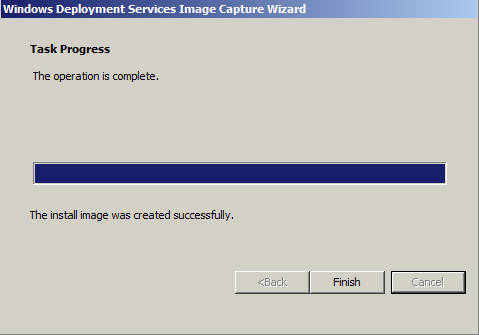 Windows Deployment Services Image Capture Wizard
Task Progress
The operation is complete.
The install image was created successfully.
<Back
Finish
Cancel